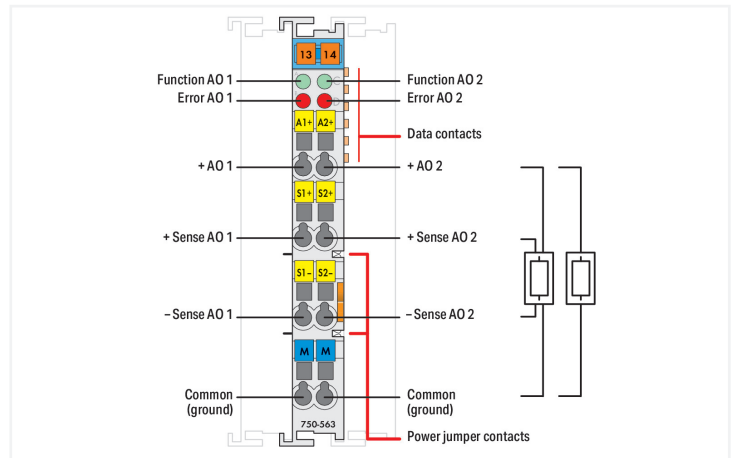 13 14
Function AO 1
Function AO 2
Error AO 1
Error AO 2
A1+ A2+
Data contacts
+ AO 1
+ AO 2
S1+ S2+
+ Sense AO 1
+ Sense AO 2
S1– S2–
– Sense AO 1
– Sense AO 2
M M
Common
(ground)
Common
(ground)
750-563
Power jumper contacts